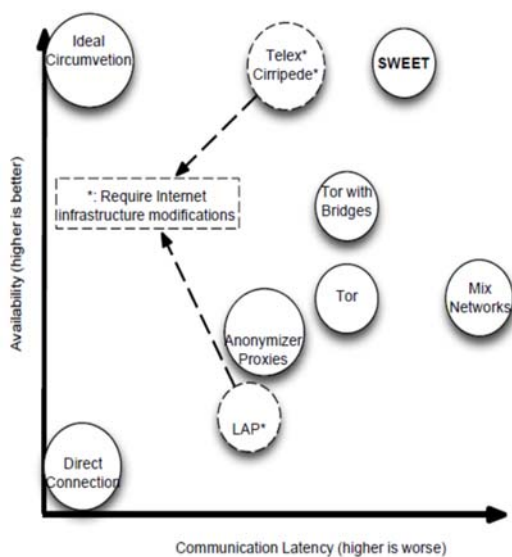 Ideal
Circumvetion
Telex*
Cirripede*
SWEET
*: Require Internet
Iinfrastructure modifications
Tor with
Bridges
Tor
Mix
Networks
Anonymizer
Proxies
LAP*
Direct
Connection
Availability (higher is better)
Communication Latency (higher is worse)